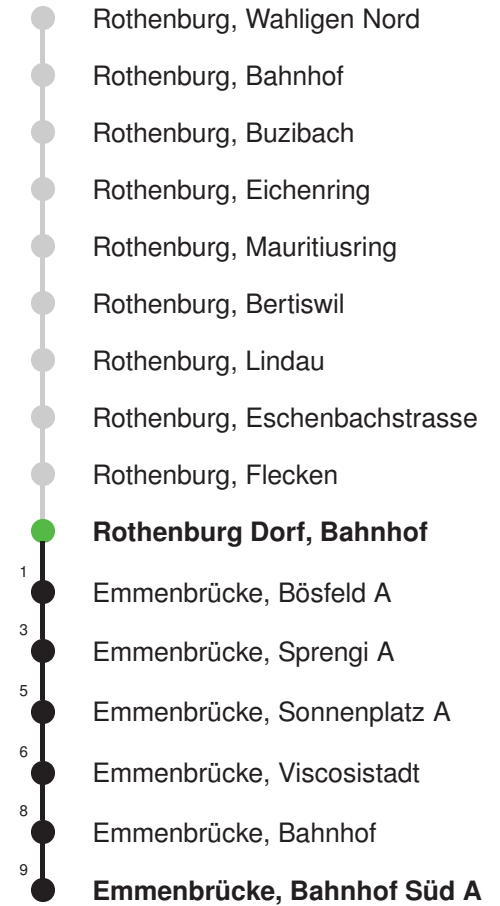 Rothenburg, Wahligen Nord
Rothenburg, Bahnhof
Rothenburg, Buzibach
Rothenburg, Eichenring
Rothenburg, Mauritiusring
Rothenburg, Bertiswil
Rothenburg, Lindau
Rothenburg, Eschenbachstrasse
Rothenburg, Flecken
Rothenburg Dorf, Bahnhof
1 Emmenbrücke, Bösfeld A
3 Emmenbrücke, Sprengi A
5 Emmenbrücke, Sonnenplatz A
6 Emmenbrücke, Viscosistadt
8 Emmenbrücke, Bahnhof
9 Emmenbrücke, Bahnhof Süd A